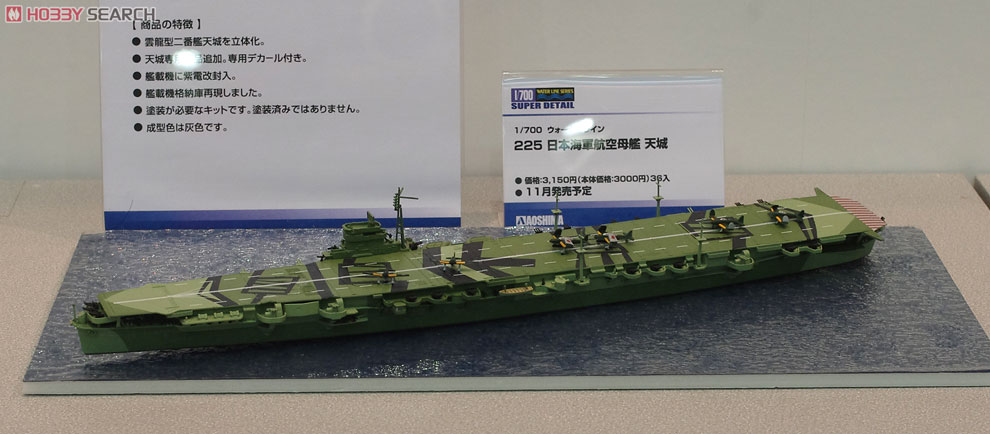 HOBBY SEARCH
【 商品の特徴 】
● 雲龍型二番艦天城を立体化。
● 天城専 追加。専用デカール付き。
● 艦載機に紫電改封入。
● 艦載機格納庫再現しました。
● 塗装が必要なキットです。塗装済みではありません。
● 成型色は灰色です。
1/700 WATER LINE SERIES
SUPER DETAIL
1/700 ウォー イン
225 日本海軍航空母艦 天城
● 価格:3,150円(本体価格:3000円)36入
● 11月発売予定
AOSHIMA